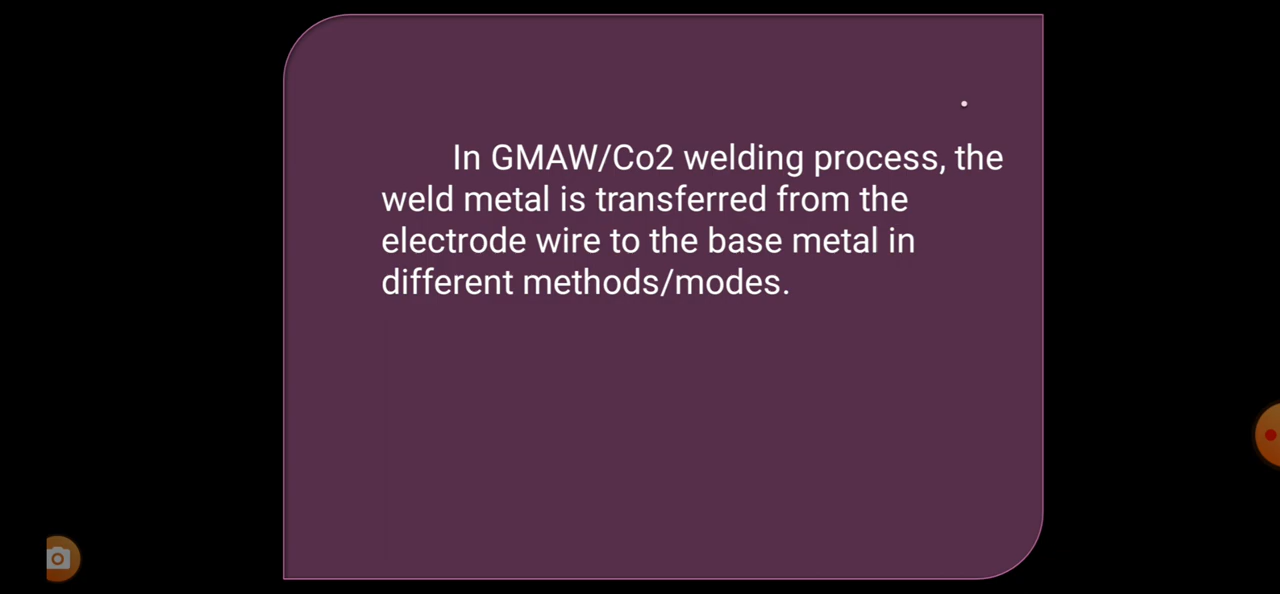 In GMAW/Co2 welding process, the
weld metal is transferred from the
electrode wire to the base metal in
different methods/modes.